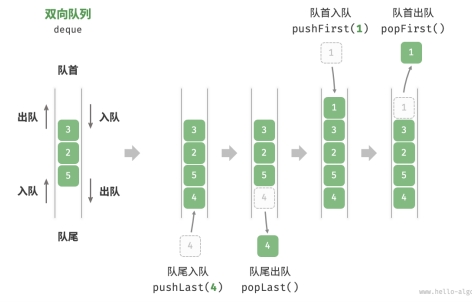 双向队列
deque
队首
出队
入队
3
2
5
入队
出队
队尾
3
2
5
4
4
队尾入队
pushLast(4)
3
2
5
4
4
队尾出队
popLast()
队首入队
pushFirst(1)
1
1
3
2
5
4
队首出队
popFirst()
1
1
3
2
5
4
www.hello-algo